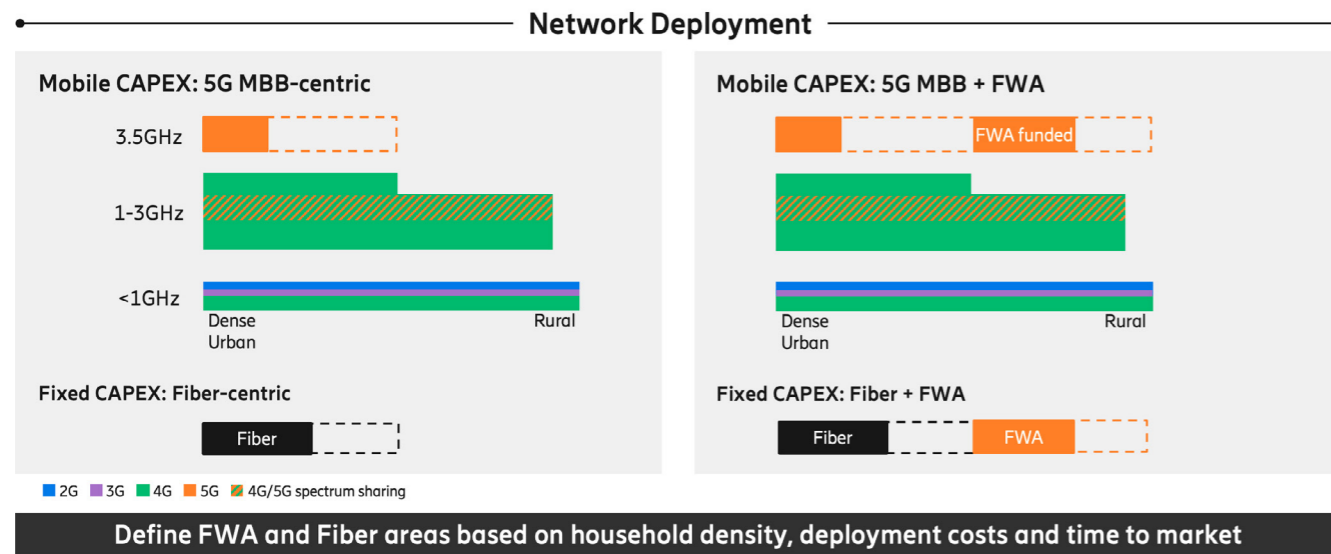 Network Deployment
Mobile CAPEX: 5G MBB-centric
3.5GHz
1-3GHz
<1GHz
Dense
Urban
Rural
Fixed CAPEX: Fiber-centric
Fiber
Mobile CAPEX: 5G MBB + FWA
FWA funded
Dense
Urban
Rural
Fixed CAPEX: Fiber + FWA
Fiber
FWA
2G 3G 4G 5G 4G/5G spectrum sharing
Define FWA and Fiber areas based on household density, deployment costs and time to market